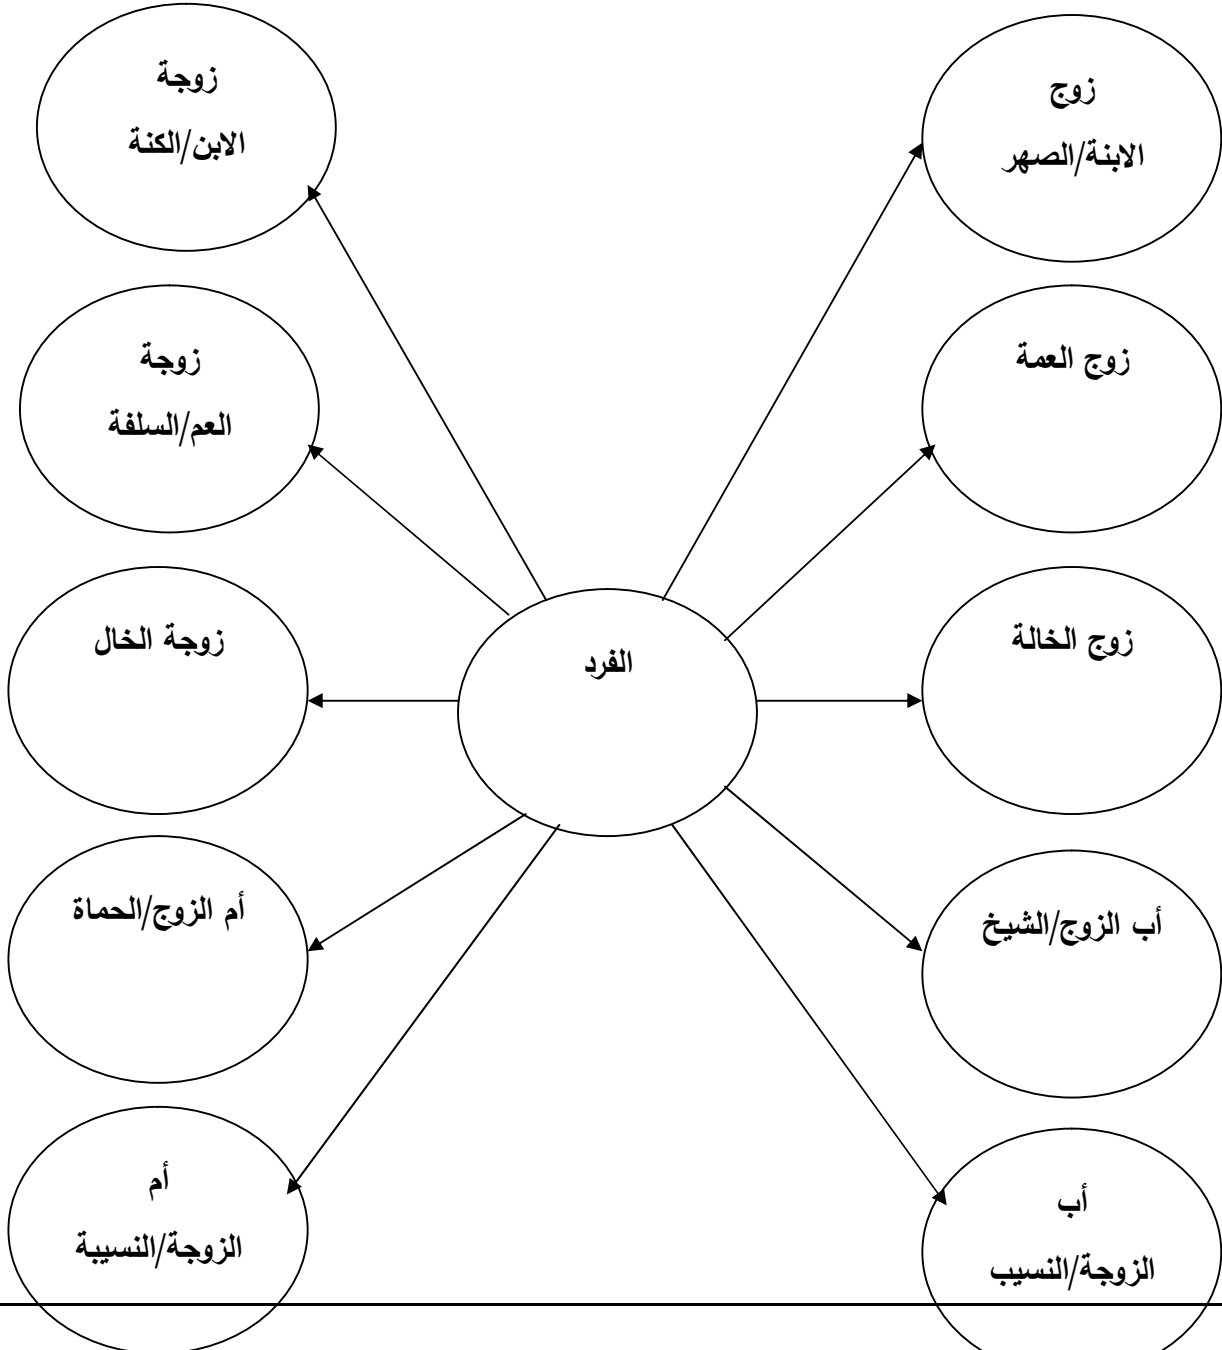 زوج
الابنة/الصهر
زوجة
الابن/الكنة
زوج العمة
زوجة
العم/السلفة
زوج الخالة
الفرد
زوجة الخال
أب الزوج/الشيخ
أم الزوج/الحماة
أب
الزوجة/النسيب
أم
الزوجة/النسيبة